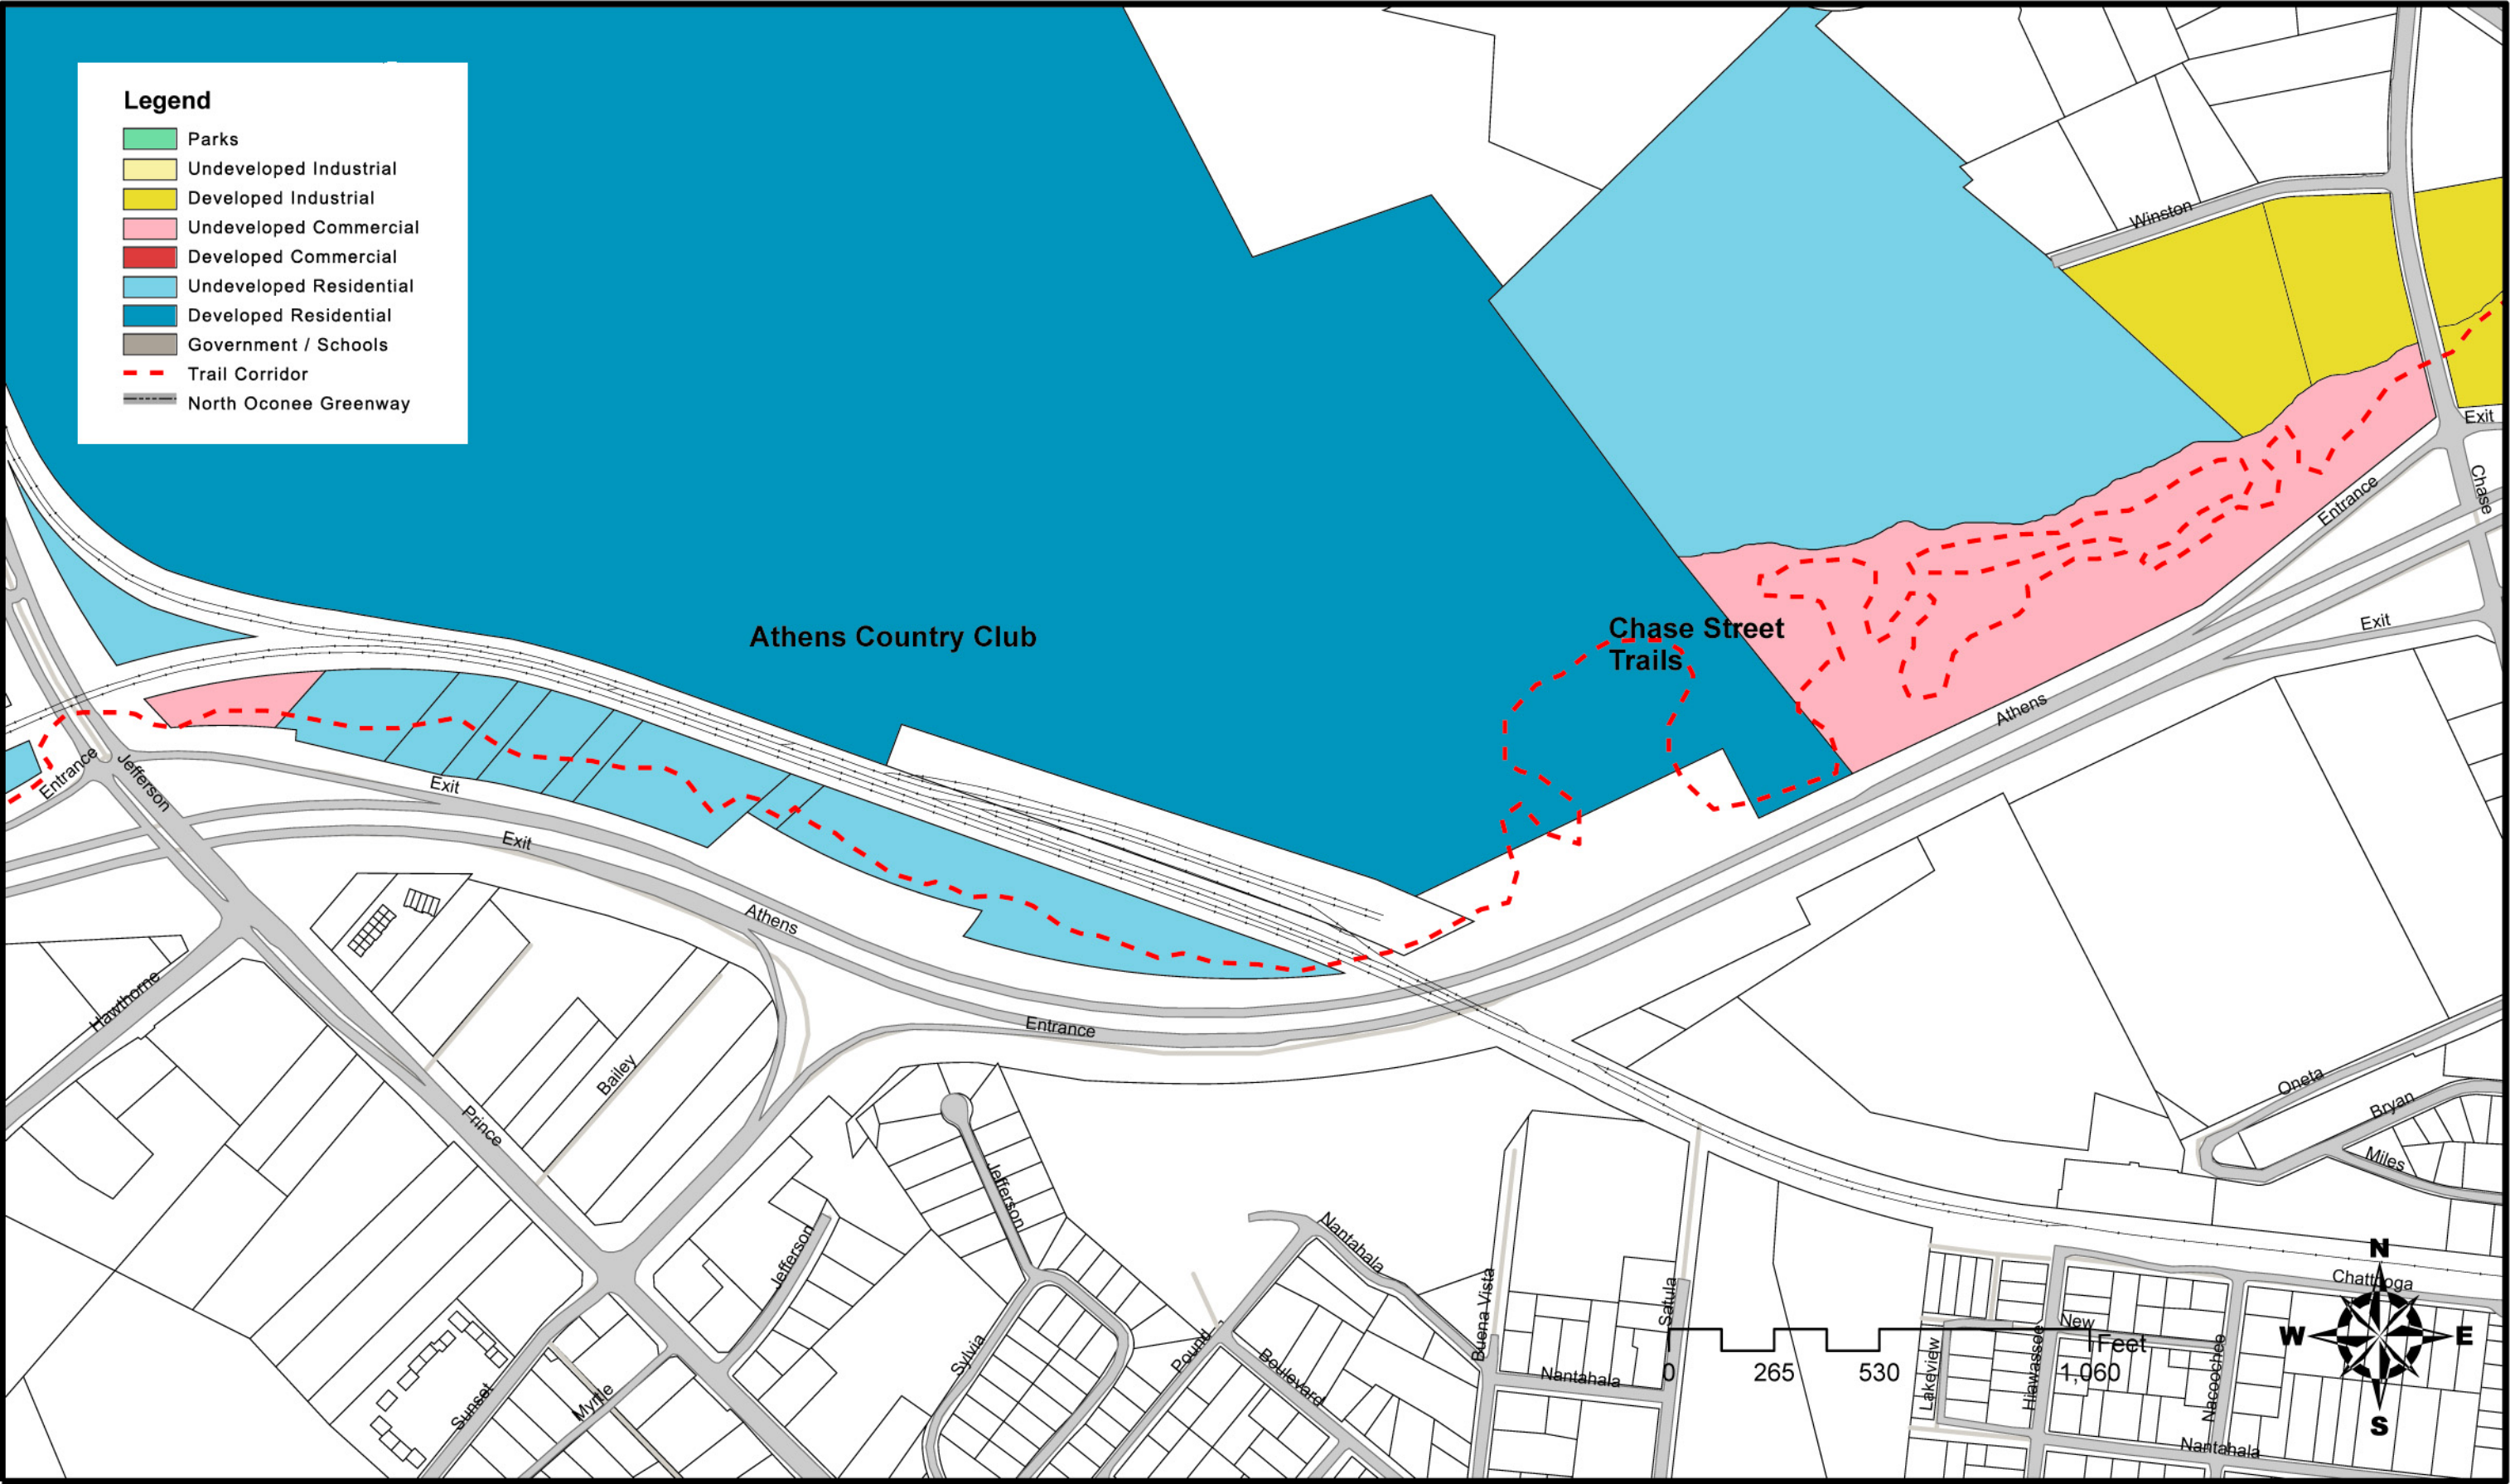 Legend
Parks
Undeveloped Industrial
Developed Industrial
Undeveloped Commercial
Developed Commercial
Undeveloped Residential
Developed Residential
Government / Schools
Trail Corridor
North Oconee Greenway
Winston
Exit
Chase
Entrance
Athens Country Club
Chase Street
Trails
Exit
Athens
Entrance
Jefferson
Exit
Exit
Athens
Hawthorne
Entrance
Bailey
Prince
Oneta
Bryan
Miles
Jefferson
Jefferson
Nantahala
Buena Vista
Satula
Chattooga
New
Feet
0
265
530
1,060
Lakeview
Hiawassee
Nacoochee
N
W
E
S
Sylvia
Pound
Boulevard
Nantahala
Sunset
Myrtle
Nantahala